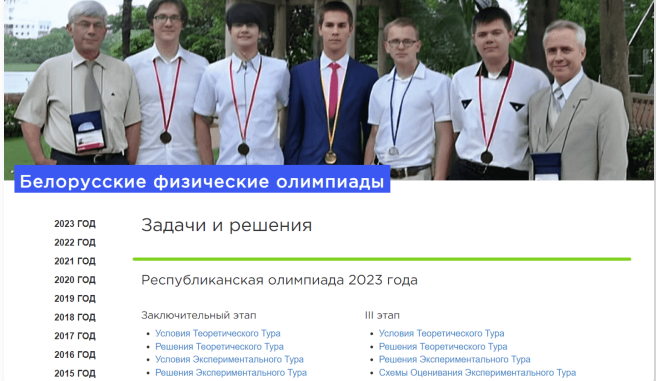 Белорусские физические олимпиады
2023 ГОД
2022 ГОД
2021 ГОД
2020 ГОД
2019 ГОД
2018 ГОД
2017 ГОД
2016 ГОД
2015 ГОД
Задачи и решения
Республиканская олимпиада 2023 года
Заключительный этап
Условия Теоретического Тура
Решения Теоретического Тура
Условия Экспериментального Тура
Решения Экспериментального Тура
III этап
Условия Теоретического Тура
Решения Теоретического Тура
Решения Экспериментального Тура
Схемы Оценивания Экспериментального Тура